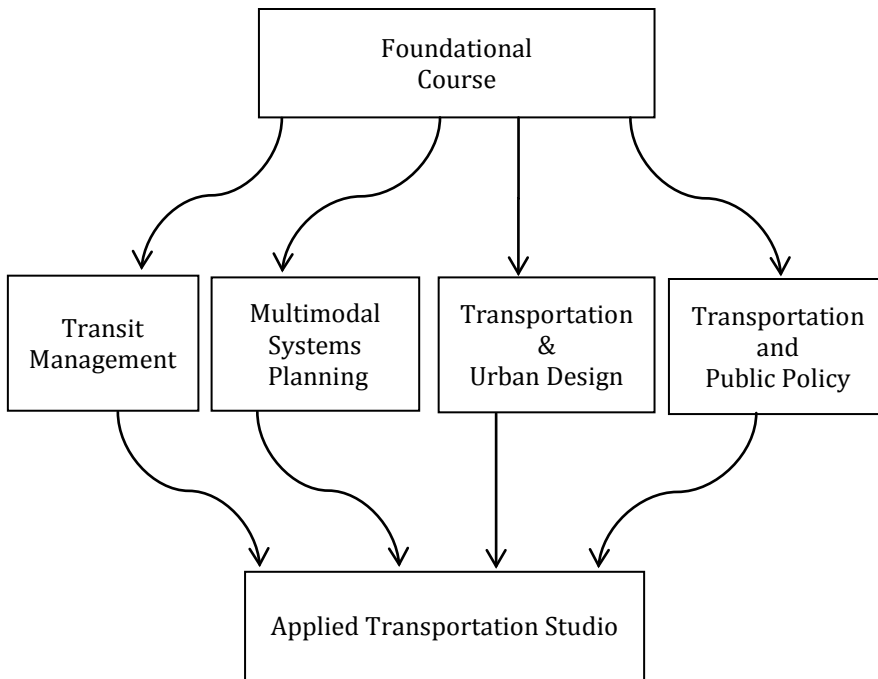 Foundational
Course
Transit
Management
Multimodal
Systems
Planning
Transportation
&
Urban Design
Transportation
and
Public Policy
Applied Transportation Studio